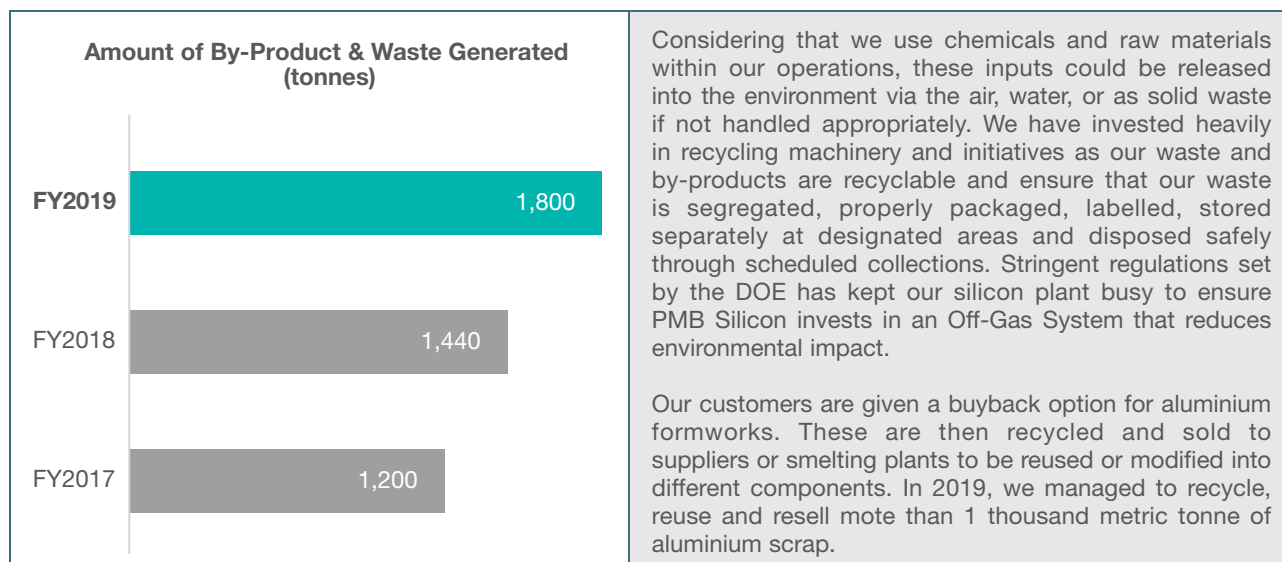 Amount of By-Product & Waste Generated
(tonnes)
FY2019
1,800
FY2018
1,440
FY2017
1,200
Considering that we use chemicals and raw materials
within our operations, these inputs could be released
into the environment via the air, water, or as solid waste
if not handled appropriately. We have invested heavily
in recycling machinery and initiatives as our waste and
by-products are recyclable and ensure that our waste
is segregated, properly packaged, labelled, stored
separately at designated areas and disposed safely
through scheduled collections. Stringent regulations set
by the DOE has kept our silicon plant busy to ensure
PMB Silicon invests in an Off-Gas System that reduces
environmental impact.
Our customers are given a buyback option for aluminium
formworks. These are then recycled and sold to
suppliers or smelting plants to be reused or modified into
different components. In 2019, we managed to recycle,
reuse and resell mote than 1 thousand metric tonne of
aluminium scrap.